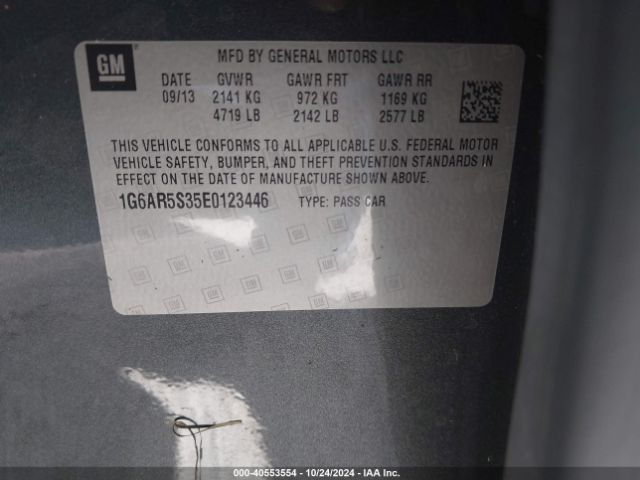 GM
MFD BY GENERAL MOTORS LLC
DATE GVWR GAWR FRT GAWR RR
09/13 2141 KG 972 KG 1169 KG
4719 LB 2142 LB 2577 LB
THIS VEHICLE CONFORMS TO ALL APPLICABLE U.S. FEDERAL MOTOR
VEHICLE SAFETY, BUMPER, AND THEFT PREVENTION STANDARDS IN
EFFECT ON THE DATE OF MANUFACTURE SHOWN ABOVE.
1G6AR5S35E0123446 TYPE: PASS CAR
000-40553554 - 10/24/2024 - IAA Inc.